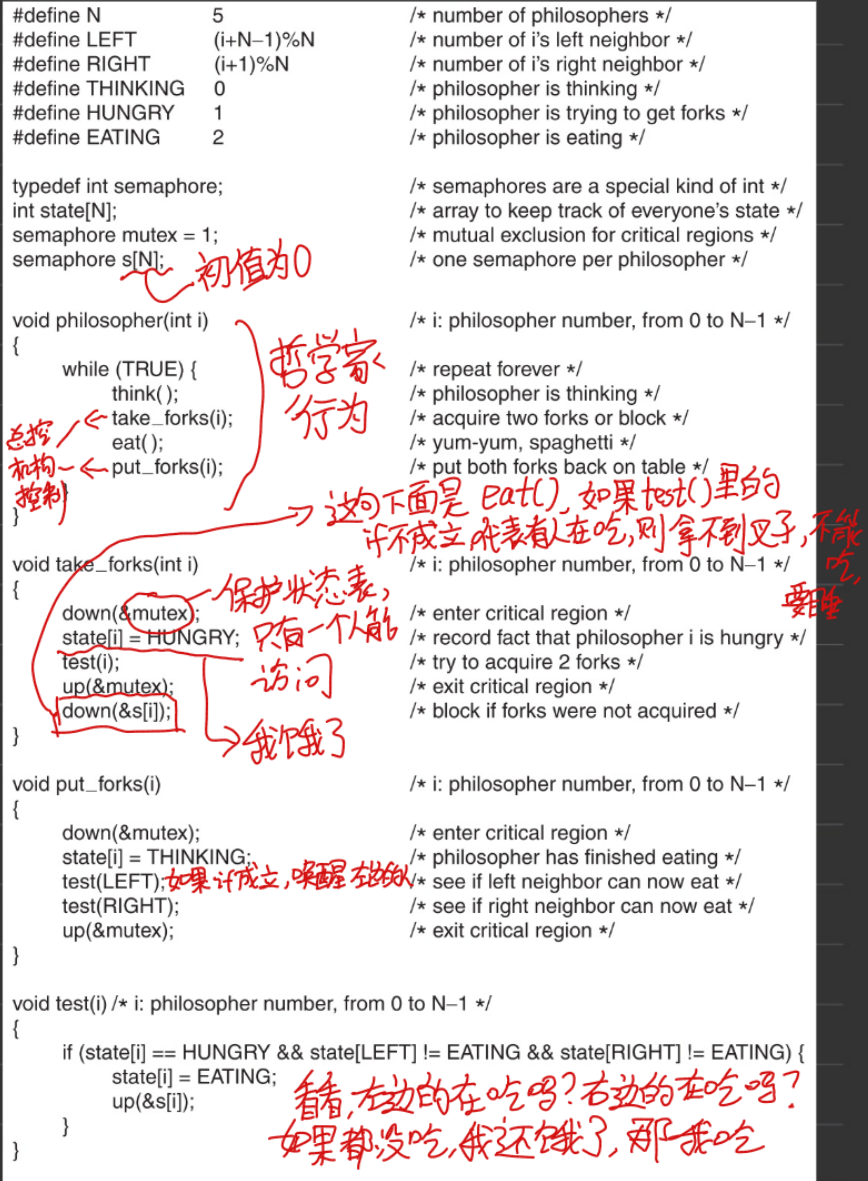 #define N 5 /* number of philosophers */
#define LEFT (i+N−1)%N /* number of i's left neighbor */
#define RIGHT (i+1)%N /* number of i's right neighbor */
#define THINKING 0 /* philosopher is thinking */
#define HUNGRY 1 /* philosopher is trying to get forks */
#define EATING 2 /* philosopher is eating */
typedef int semaphore; /* semaphores are a special kind of int */
int state[N]; /* array to keep track of everyone's state */
semaphore mutex = 1; /* mutual exclusion for critical regions */
semaphore s[N]; /* one semaphore per philosopher */
初值为0
void philosopher(int i) /* i: philosopher number, from 0 to N−1 */
{
while (TRUE) { /* repeat forever */
think( ); /* philosopher is thinking */
take_forks(i); /* acquire two forks or block */
eat( ); /* yum-yum, spaghetti */
put_forks(i); /* put both forks back on table */
}
}
哲学家
行为
总控
机构
控制
这句下面是 eat(), 如果test()里的
if不成立,代表有人在吃,则拿不到叉子,不能
吃,
要睡
void take_forks(int i) /* i: philosopher number, from 0 to N−1 */
{
down(&mutex); /* enter critical region */
state[i] = HUNGRY; /* record fact that philosopher i is hungry */
test(i); /* try to acquire 2 forks */
up(&mutex); /* exit critical region */
down(&s[i]); /* block if forks were not acquired */
}
保护状态表,
只有一个人能
访问
我饿了
void put_forks(i) /* i: philosopher number, from 0 to N−1 */
{
down(&mutex); /* enter critical region */
state[i] = THINKING; /* philosopher has finished eating */
test(LEFT); 如果if成立,唤醒左边的人 /* see if left neighbor can now eat */
test(RIGHT); /* see if right neighbor can now eat */
up(&mutex); /* exit critical region */
}
void test(i) /* i: philosopher number, from 0 to N−1 */
{
if (state[i] == HUNGRY && state[LEFT] != EATING && state[RIGHT] != EATING) {
state[i] = EATING;
up(&s[i]);
}
}
看看,左边的在吃吗?右边的在吃吗?
如果都没吃,我还饿了,那我吃